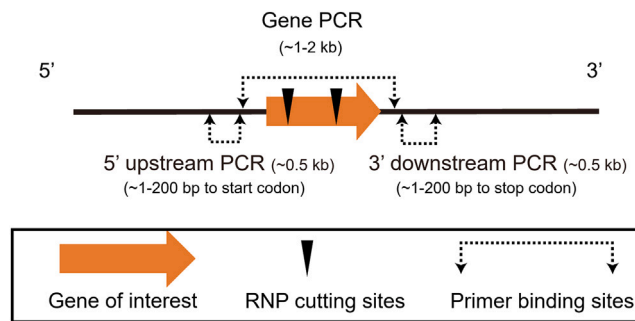 Gene PCR
(~1-2 kb)
5’
3’
5’ upstream PCR (~0.5 kb)
(~1-200 bp to start codon)
3’ downstream PCR (~0.5 kb)
(~1-200 bp to stop codon)
Gene of interest
RNP cutting sites
Primer binding sites